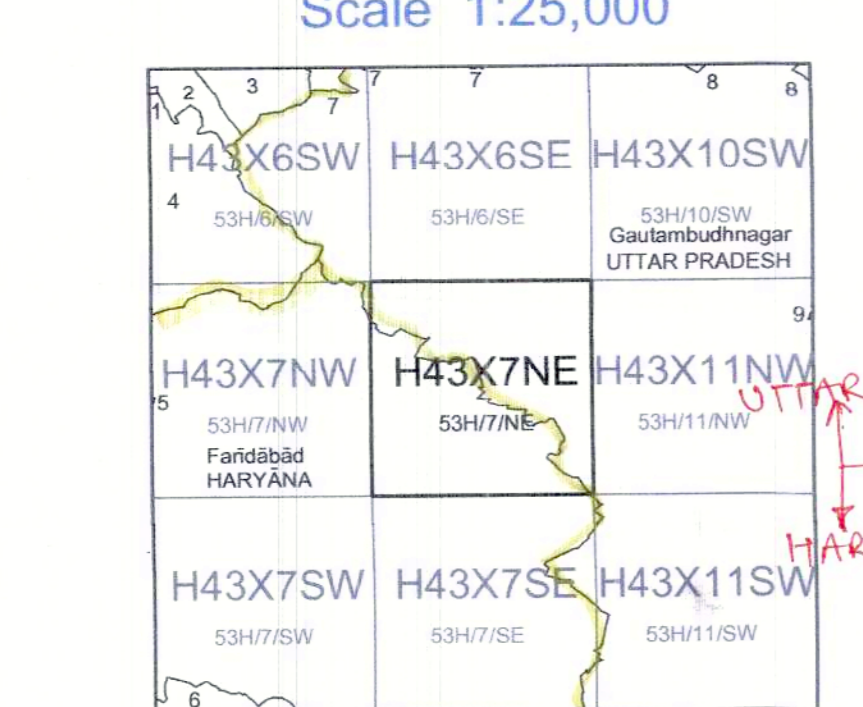 Scale 1:25,000
7 7 8 8
2 3 7
1
H43X6SW H43X6SE H43X10SW
4
53H/6/SW 53H/6/SE 53H/10/SW
Gautambudhnagar
UTTAR PRADESH
9
H43X7NW H43X7NE H43X11NW
UTTAR
5
53H/7/NW 53H/7/NE 53H/11/NW
Farīdābād
HARYĀNA
HAR
H43X7SW H43X7SE H43X11SW
53H/7/SW 53H/7/SE 53H/11/SW
6